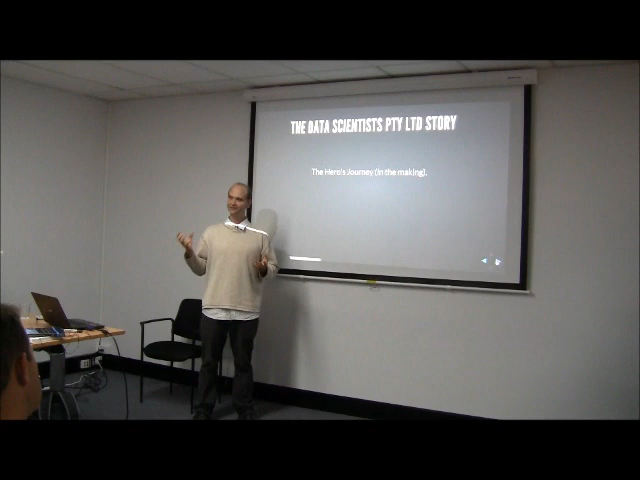 THE DATA SCIENTISTS PTY LTD STORY
The Hero's Journey (in the making).